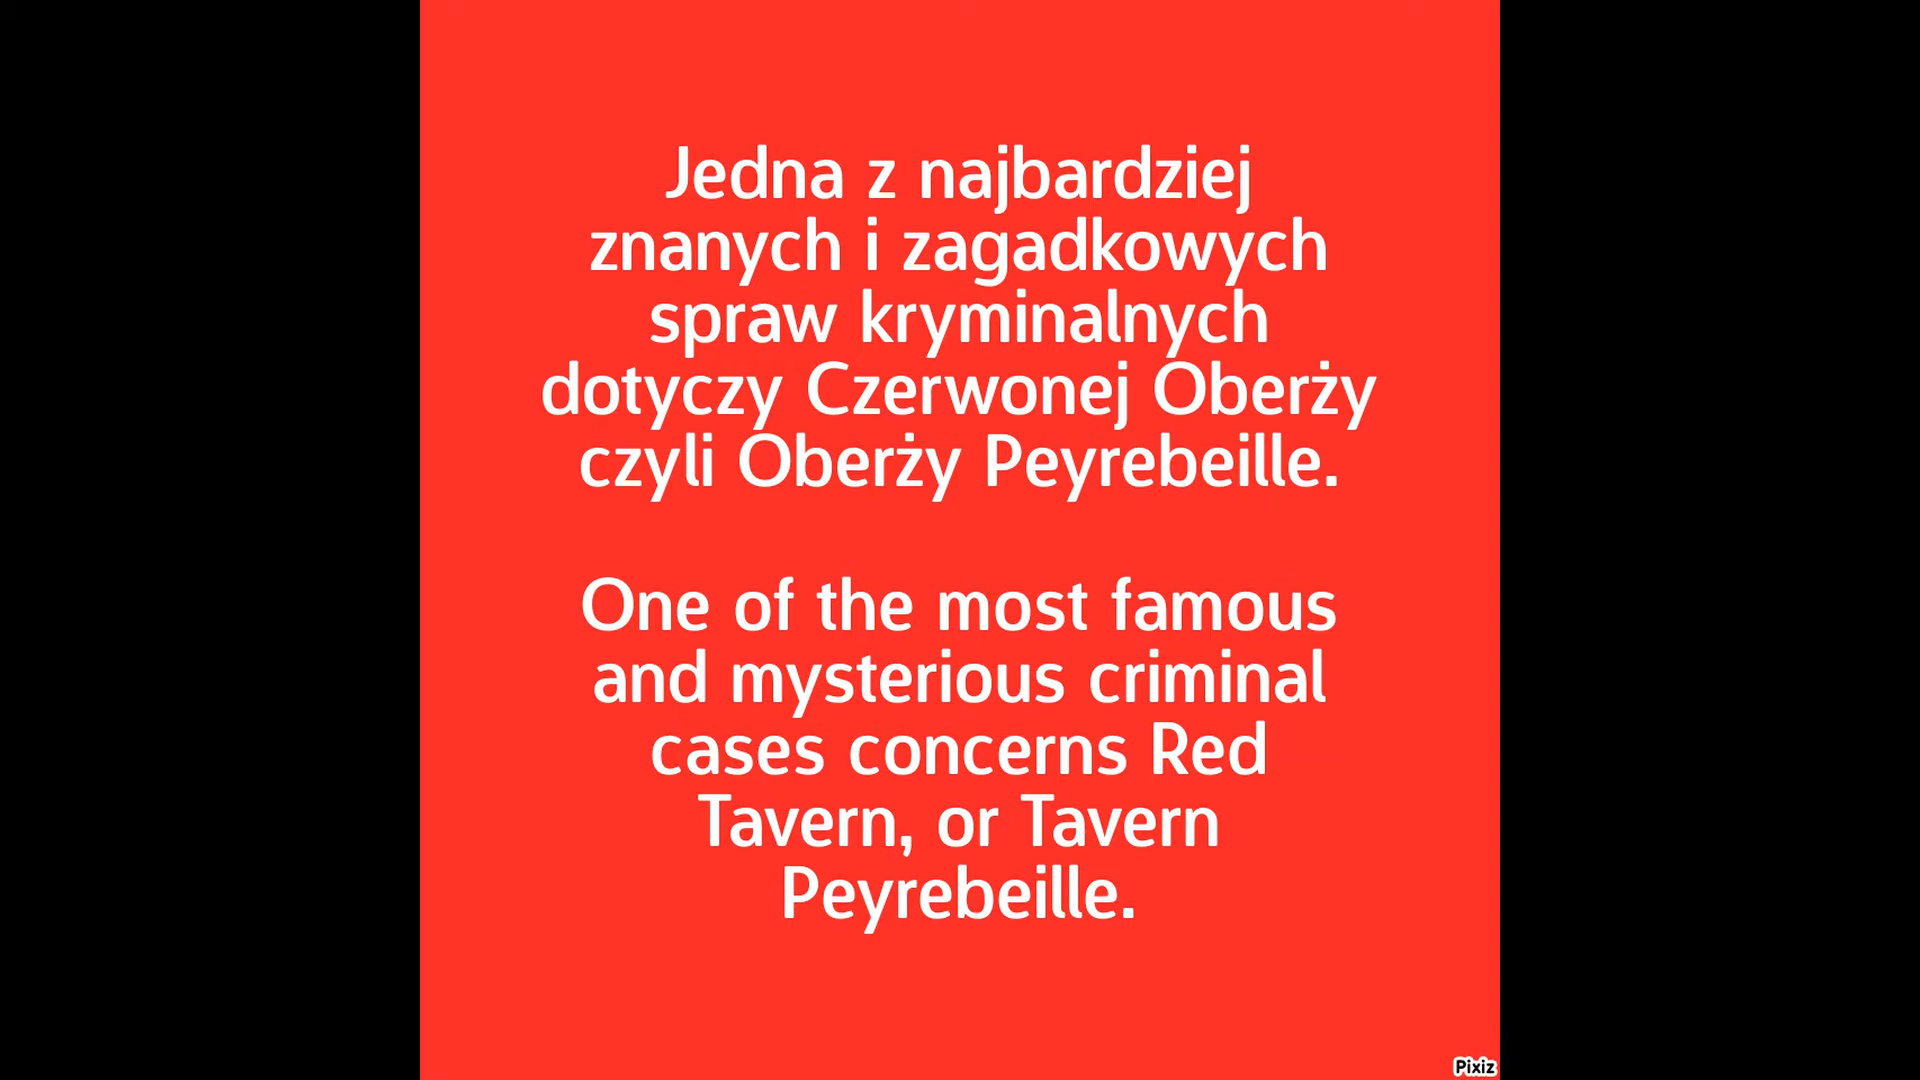 Jedna z najbardziej
znanych i zagadkowych
spraw kryminalnych
dotyczy Czerwonej Oberży
czyli Oberży Peyrebeille.
One of the most famous
and mysterious criminal
cases concerns Red
Tavern, or Tavern
Peyrebeille.
Pixiz